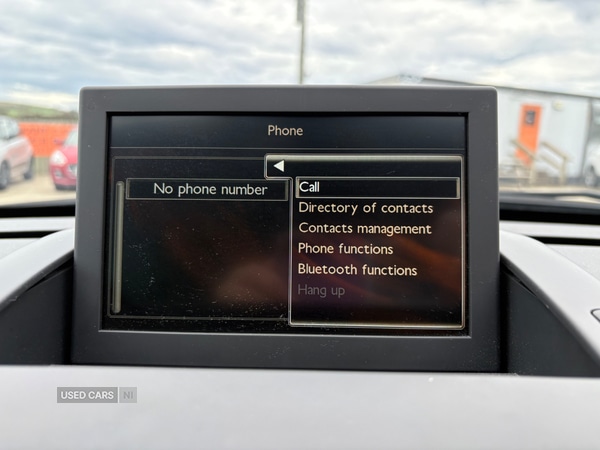 Phone
No phone number
Call
Directory of contacts
Contacts management
Phone functions
Bluetooth functions
Hang up
USED CARS NI